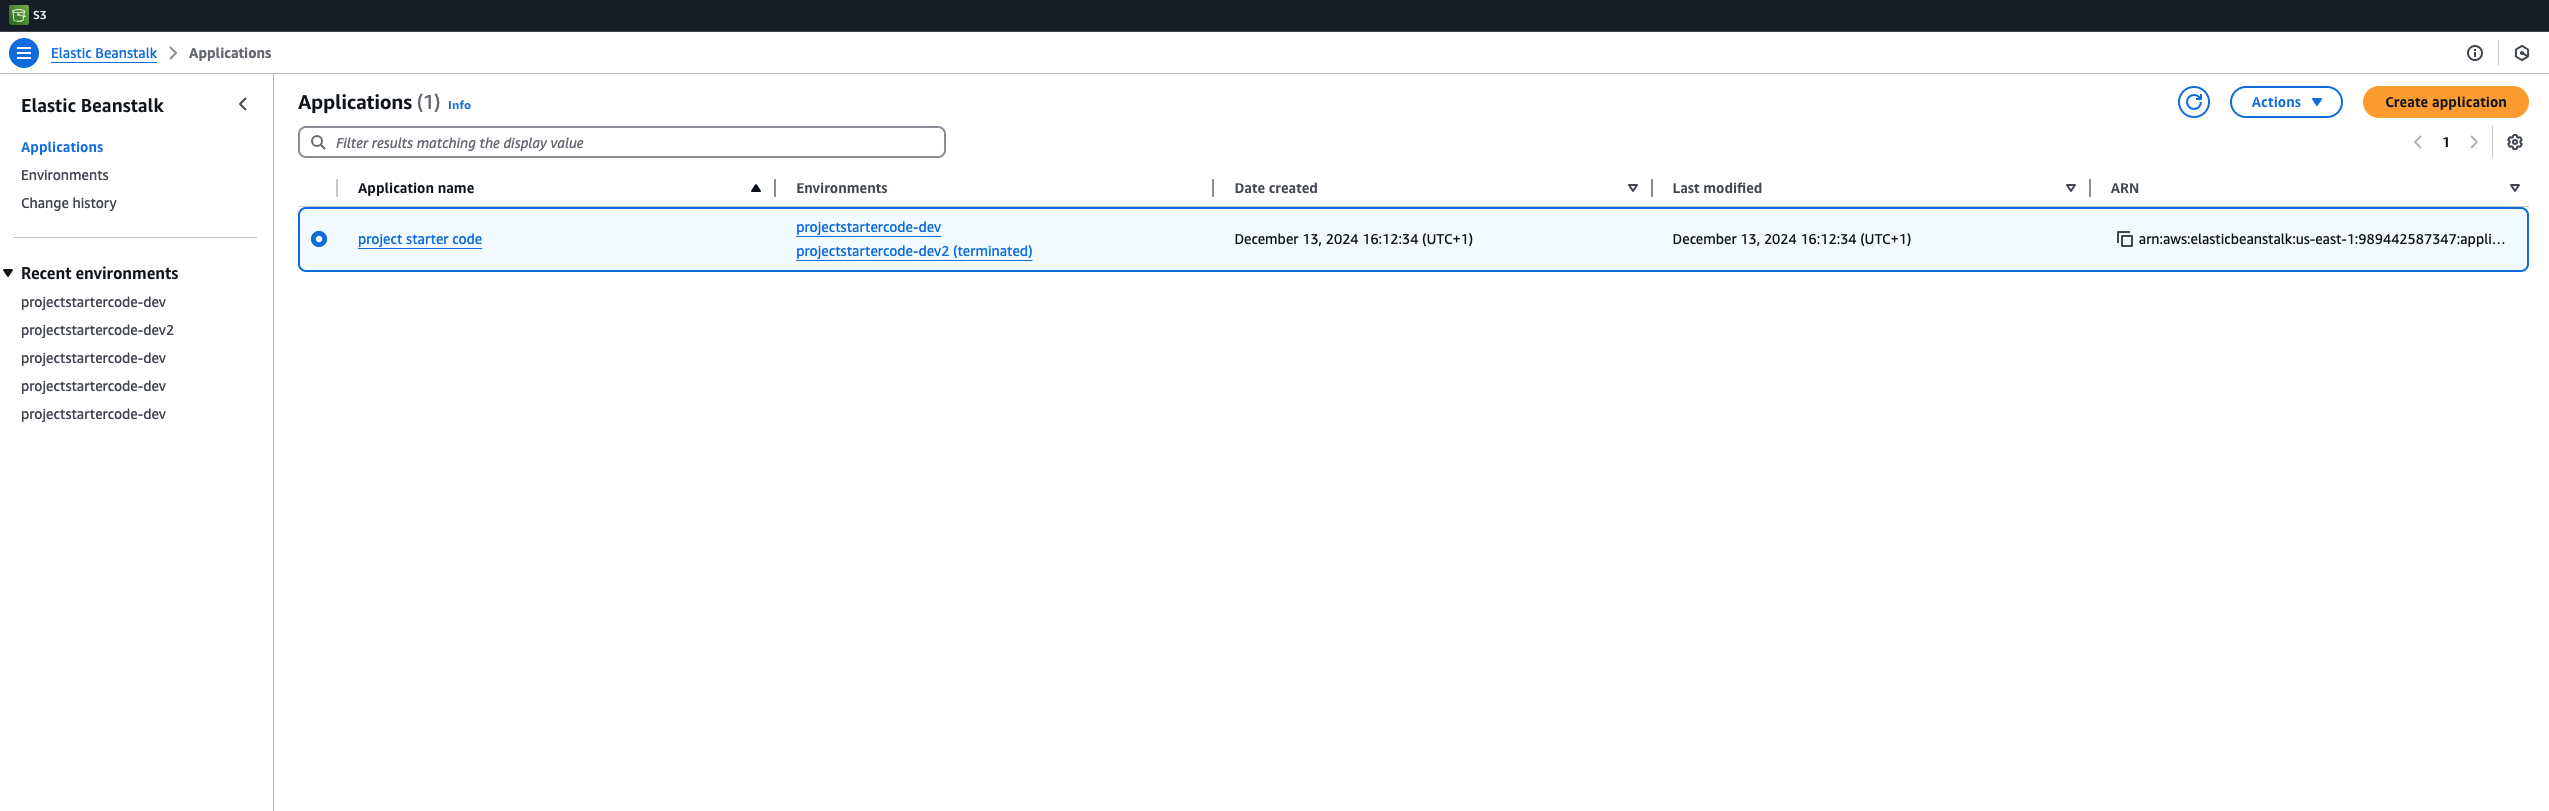 S3
Elastic Beanstalk > Applications
Elastic Beanstalk
Applications
Environments
Change history
Recent environments
projectstartercode-dev
projectstartercode-dev2
projectstartercode-dev
projectstartercode-dev
projectstartercode-dev
Applications (1) Info
Actions
Create application
Filter results matching the display value
1
Application name Environments Date created Last modified ARN
project starter code
projectstartercode-dev
projectstartercode-dev2 (terminated)
December 13, 2024 16:12:34 (UTC+1)
December 13, 2024 16:12:34 (UTC+1)
arn:aws:elasticbeanstalk:us-east-1:989442587347:appli...